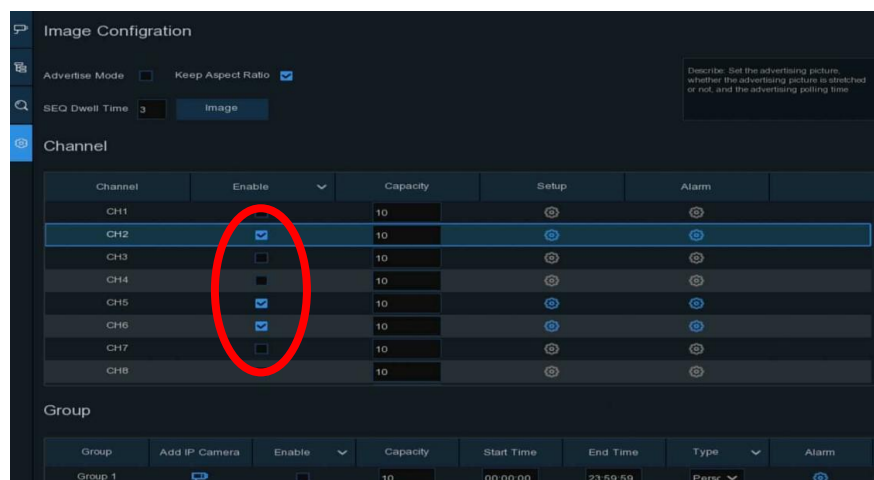 Image Configration
Advertise Mode Keep Aspect Ratio
SEQ Dwell Time 3 Image
Describe: Set the advertising picture,
whether the advertising picture is stretched
or not, and the advertising polling time
Channel
Channel Enable Capacity Setup Alarm
CH1 10
CH2 10
CH3 10
CH4 10
CH5 10
CH6 10
CH7 10
CH8 10
Group
Group Add IP Camera Enable Capacity Start Time End Time Type Alarm
Group 1 10 00:00:00 23:59:59 Persc